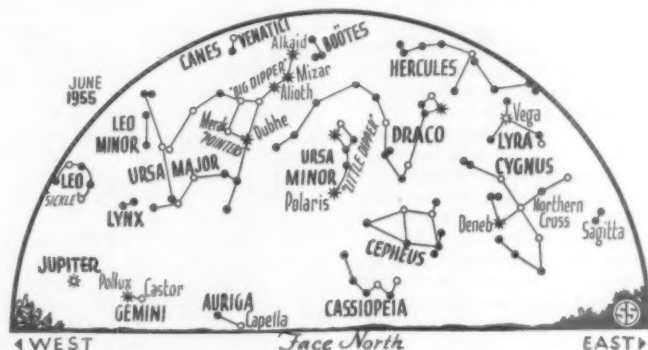 CANES VENATICI
Alkaid
BÖÖTES
HERCULES
JUNE
1955
"BIG DIPPER"
Mizar
Alioth
LEO
MINOR
Merak
"POINTERS"
Dubhe
URSA MAJOR
URSA
MINOR
"LITTLE DIPPER"
Polaris
DRACO
Vega
LYRA
CYGNUS
LEO
SICKLE
LYNX
Deneb
Northern
Cross
Sagitta
CEPHEUS
JUPITER
Pollux
Castor
GEMINI
AURIGA
Capella
CASSIOPEIA
SS
WEST
Face North
EAST